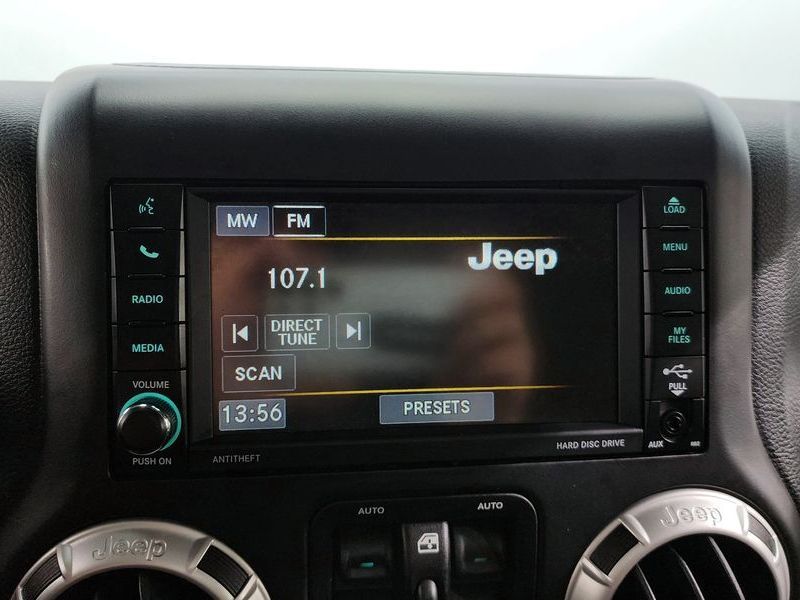 MW FM
Jeep
107.1
DIRECT
TUNE
SCAN
13:56
PRESETS
RADIO
MEDIA
VOLUME
PUSH ON
ANTITHEFT
LOAD
MENU
AUDIO
MY
FILES
PULL
AUX
HARD DISC DRIVE
AUTO
AUTO
Jeep
Jeep